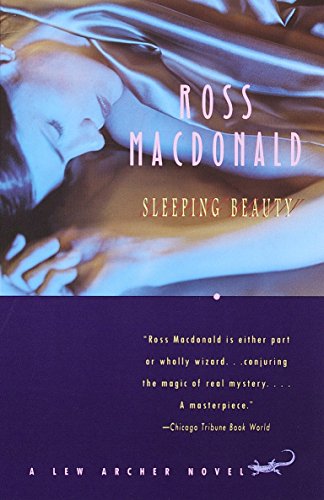 ROSS
MACDONALD
SLEEPING BEAUTY
"Ross Macdonald is either part
or wholly wizard. . .conjuring
the magic of real mystery. . . .
A masterpiece."
—Chicago Tribune Book World
A LEW ARCHER NOVEL